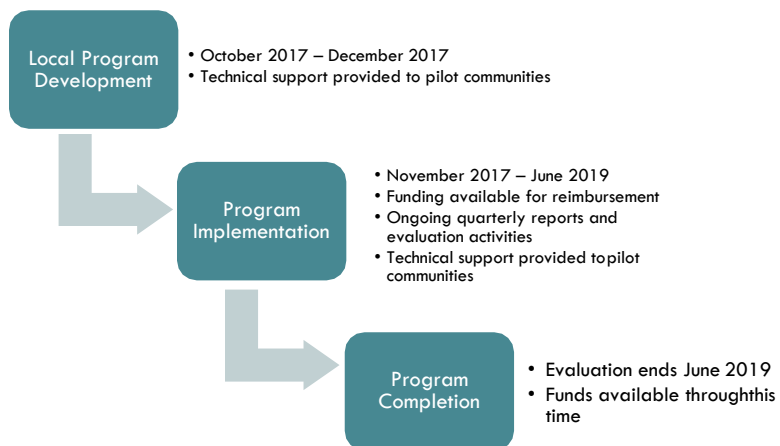 Local Program
Development
• October 2017 – December 2017
• Technical support provided to pilot communities
Program
Implementation
• November 2017 – June 2019
• Funding available for reimbursement
• Ongoing quarterly reports and
evaluation activities
• Technical support provided topilot
communities
Program
Completion
• Evaluation ends June 2019
• Funds available throughthis
time